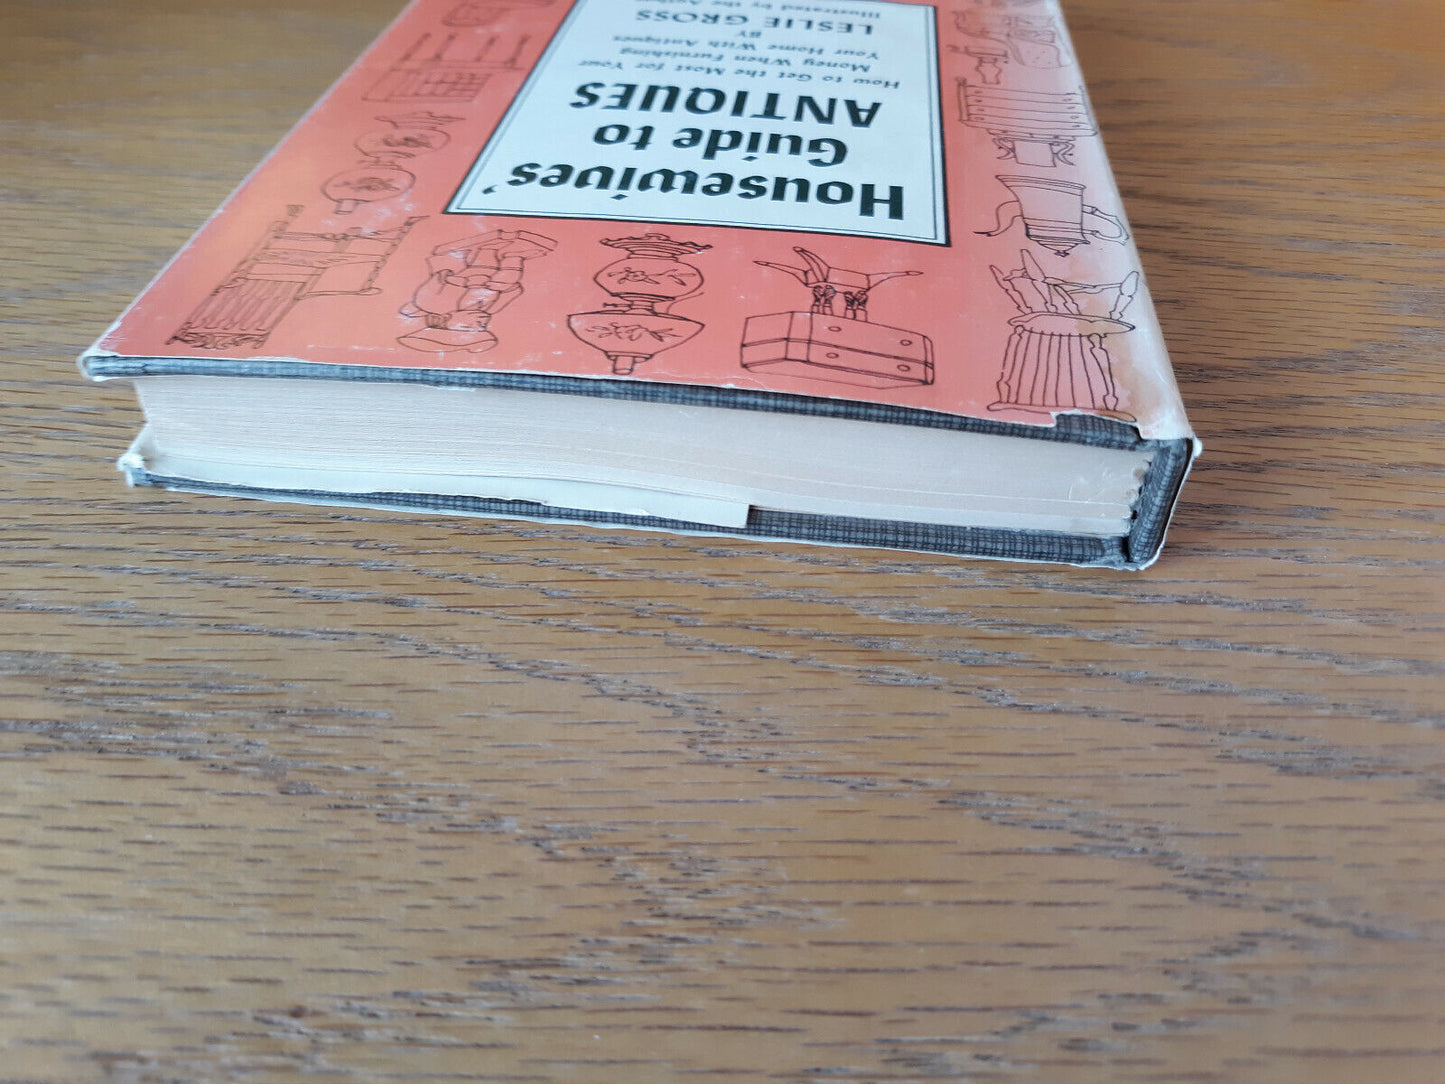 Housewives'
Guide to
ANTIQUES
How to Get the Most for Your
Money When Furnishing
Your Home With Antiques
BY
LESLIE GROSS
Illustrated by the Author